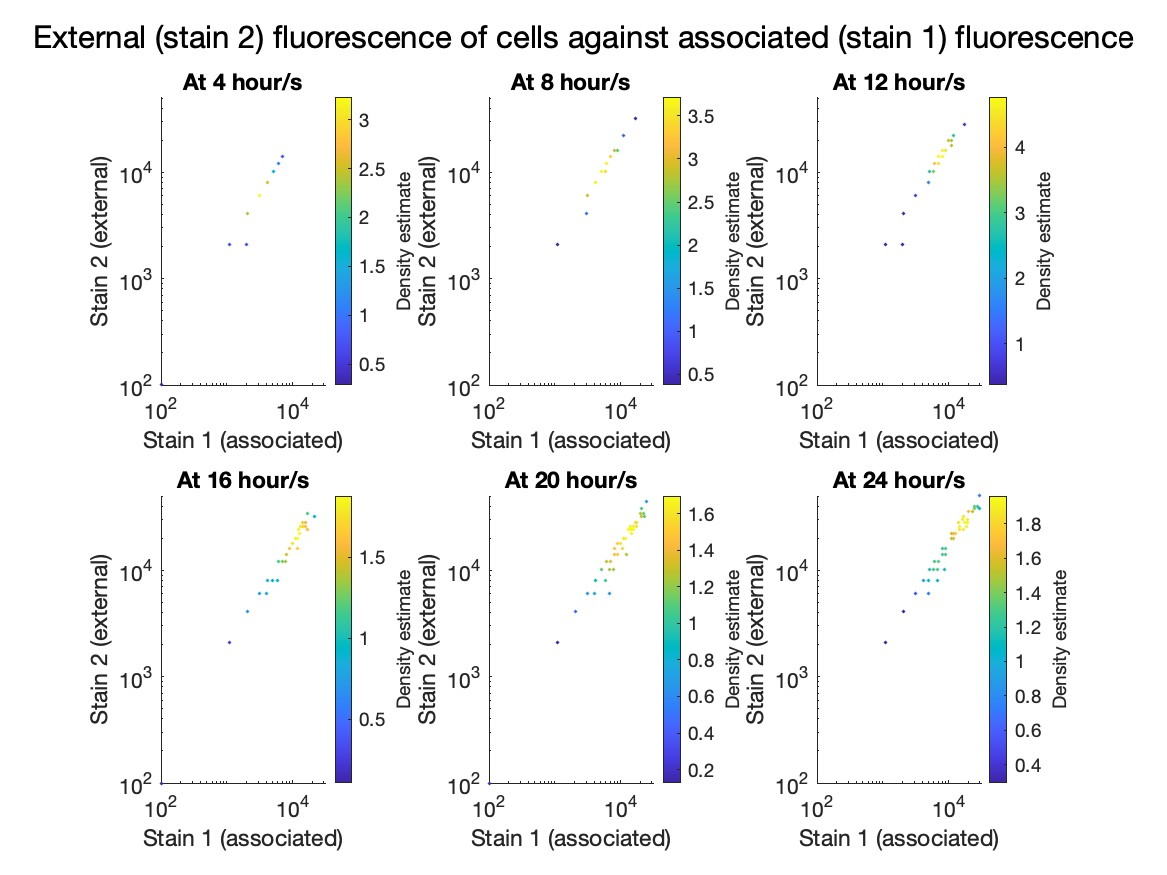 External (stain 2) fluorescence of cells against associated (stain 1) fluorescence
At 4 hour/s
Stain 2 (external)
10^4
10^3
10^2
10^2
10^4
Stain 1 (associated)
3
2.5
2
1.5
1
0.5
Density estimate
At 8 hour/s
Stain 2 (external)
10^4
10^3
10^2
10^2
10^4
Stain 1 (associated)
3.5
3
2.5
2
1.5
1
0.5
Density estimate
At 12 hour/s
Stain 2 (external)
10^4
10^3
10^2
10^2
10^4
Stain 1 (associated)
4
3
2
1
Density estimate
At 16 hour/s
Stain 2 (external)
10^4
10^3
10^2
10^2
10^4
Stain 1 (associated)
1.5
1
0.5
Density estimate
At 20 hour/s
Stain 2 (external)
10^4
10^3
10^2
10^2
10^4
Stain 1 (associated)
1.6
1.4
1.2
1
0.8
0.6
0.4
0.2
Density estimate
At 24 hour/s
Stain 2 (external)
10^4
10^3
10^2
10^2
10^4
Stain 1 (associated)
1.8
1.6
1.4
1.2
1
0.8
0.6
0.4
Density estimate